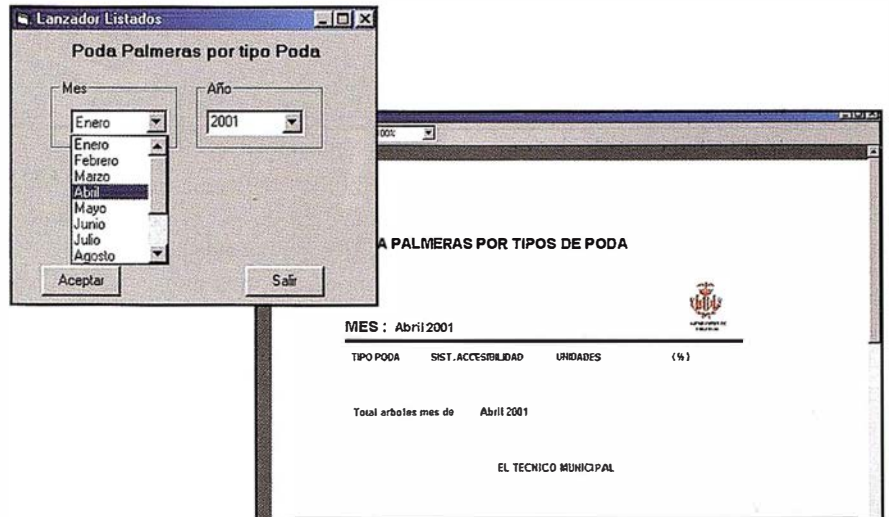 Lanzador Listados
Poda Palmeras por tipo Poda
Mes
Año
Enero
2001
Enero
Febrero
Marzo
Abril
Mayo
Junio
Julio
Agosto
Aceptar
Salir
100%
A PALMERAS POR TIPOS DE PODA
MES : Abril 2001
TIPO PODA SIST. ACCESIBILIDAD UNIDADES (%)
Total arboles mes de Abril 2001
EL TECNICO MUNICIPAL